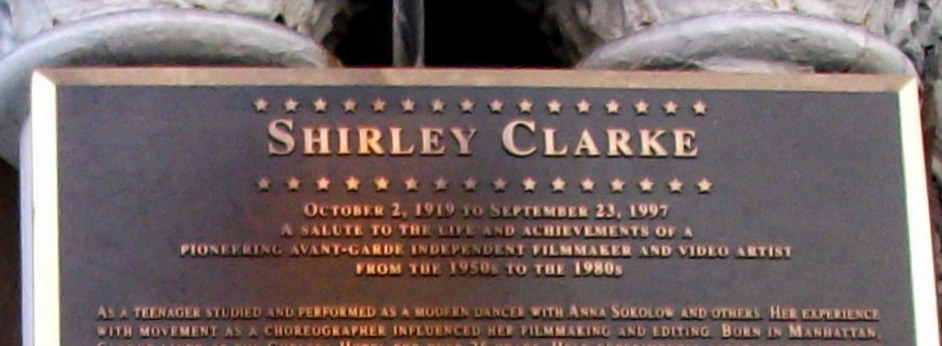 SHIRLEY CLARKE
OCTOBER 2, 1919 TO SEPTEMBER 23, 1997
A SALUTE TO THE LIFE AND ACHIEVEMENTS OF A
PIONEERING AVANT-GARDE INDEPENDENT FILMMAKER AND VIDEO ARTIST
FROM THE 1950S TO THE 1980S
AS A TEENAGER STUDIED AND PERFORMED AS A MODERN DANCER WITH ANNA SOKOLOW AND OTHERS. HER EXPERIENCE
WITH MOVEMENT AS A CHOREOGRAPHER INFLUENCED HER FILMMAKING AND EDITING. BORN IN MANHATTAN,